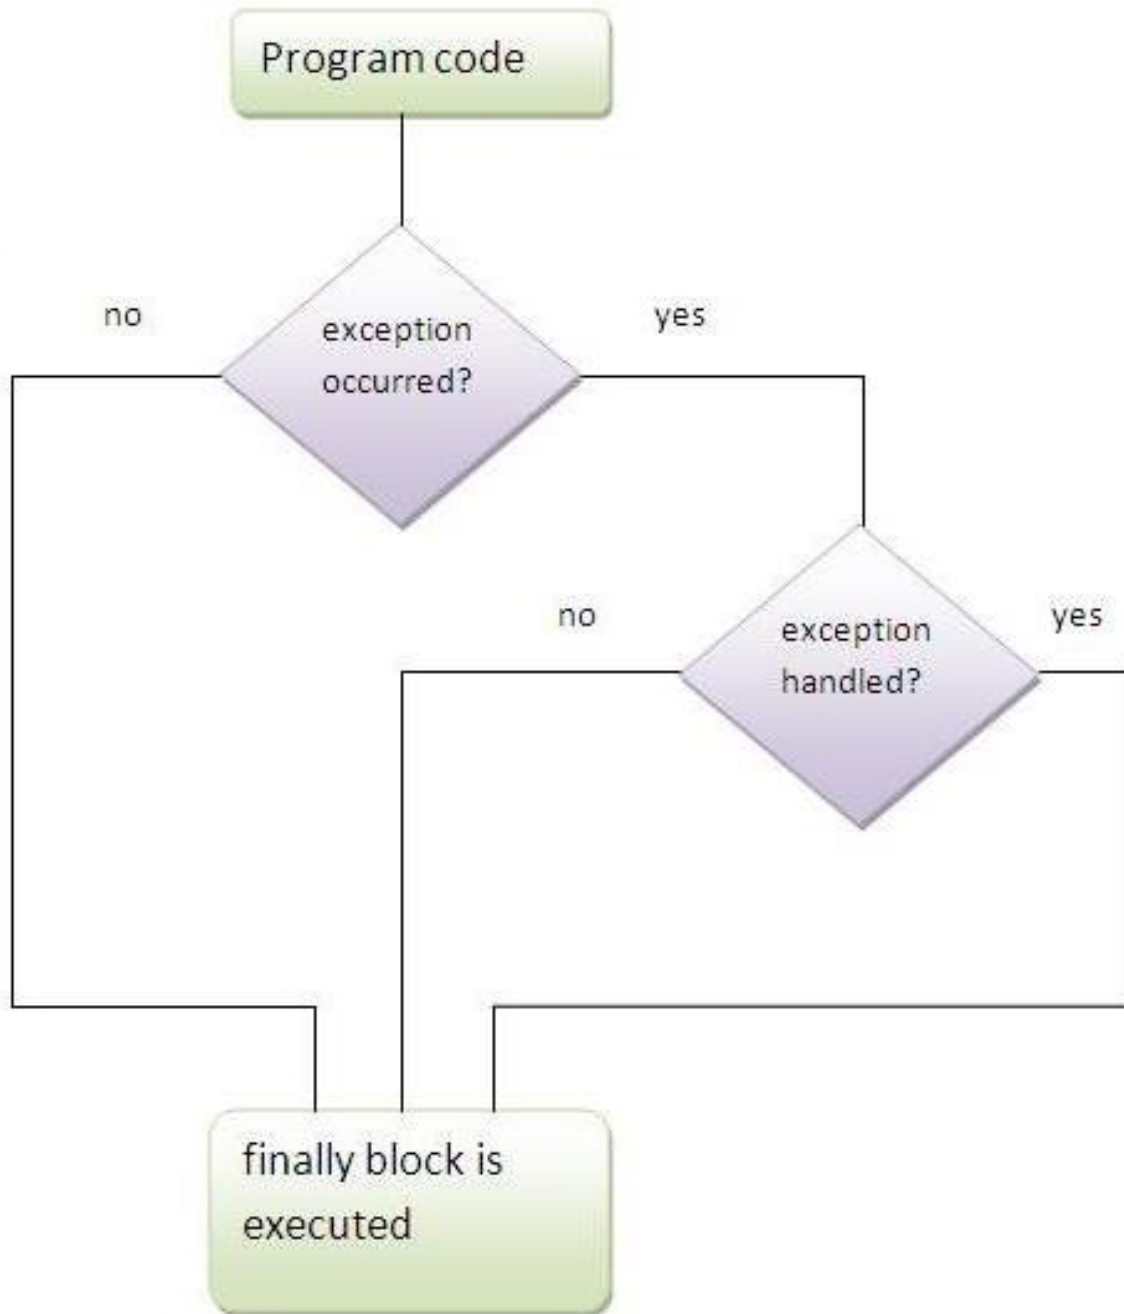 Program code
no
yes
exception
occurred?
no
yes
exception
handled?
finally block is
executed